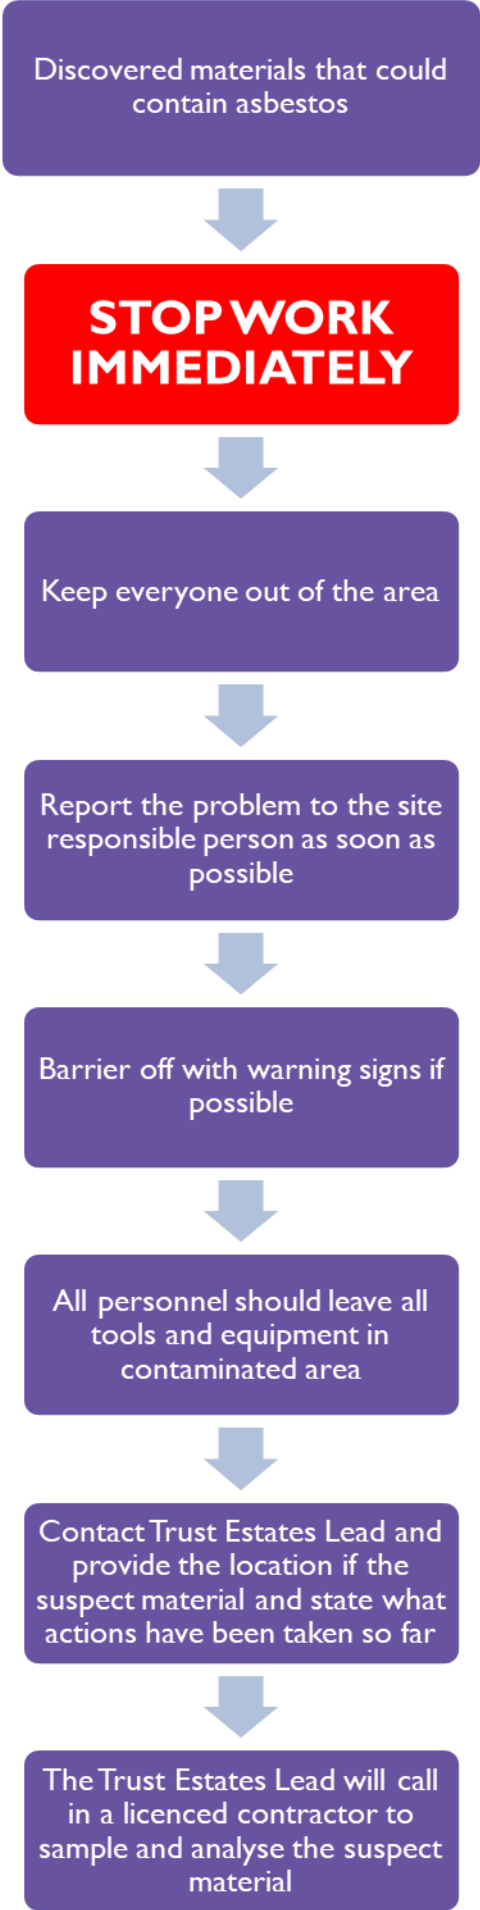 Discovered materials that could
contain asbestos
STOP WORK
IMMEDIATELY
Keep everyone out of the area
Report the problem to the site
responsible person as soon as
possible
Barrier off with warning signs if
possible
All personnel should leave all
tools and equipment in
contaminated area
Contact Trust Estates Lead and
provide the location if the
suspect material and state what
actions have been taken so far
The Trust Estates Lead will call
in a licenced contractor to
sample and analyse the suspect
material